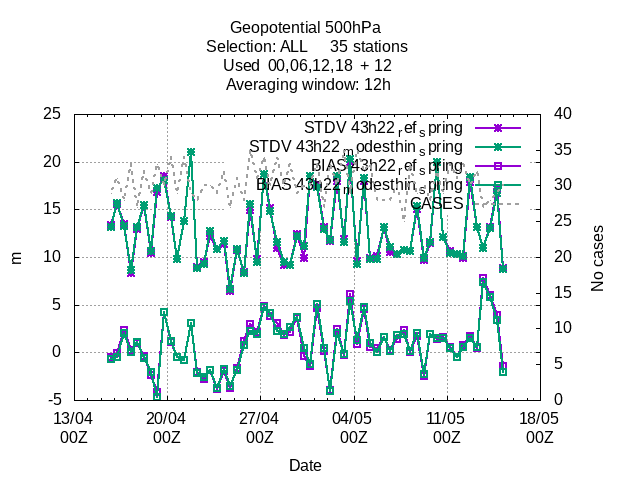 Geopotential 500hPa
Selection: ALL 35 stations
Used 00,06,12,18 + 12
Averaging window: 12h
STDV 43h22_ref_spring
STDV 43h22_modesthin_spring
BIAS 43h22_ref_spring
BIAS 43h22_modesthin_spring
CASES
25
20
15
10
5
0
-5
m
40
35
30
25
20
15
10
5
0
No cases
13/04 20/04 27/04 04/05 11/05 18/05
00Z 00Z 00Z 00Z 00Z 00Z
Date